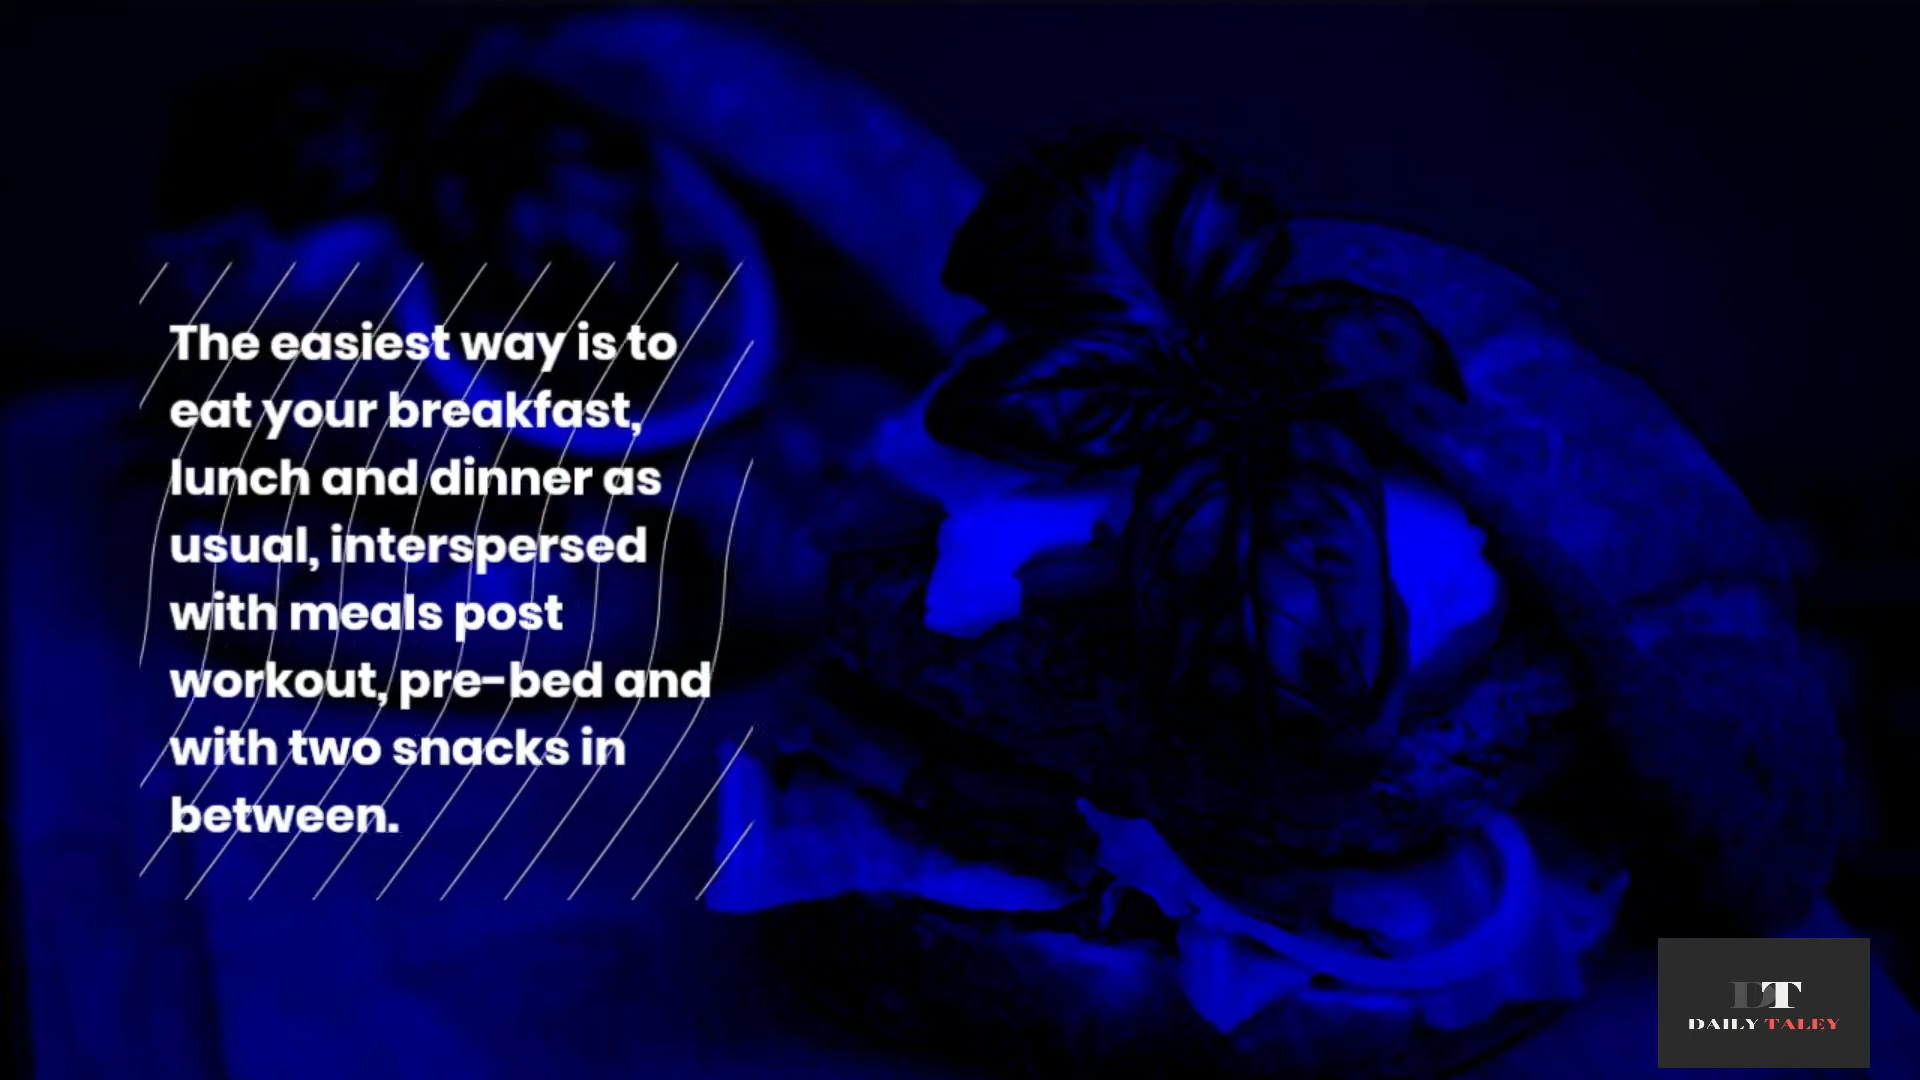 The easiest way is to
eat your breakfast,
lunch and dinner as
usual, interspersed
with meals post
workout, pre-bed and
with two snacks in
between.
DT
DAILY TALEY